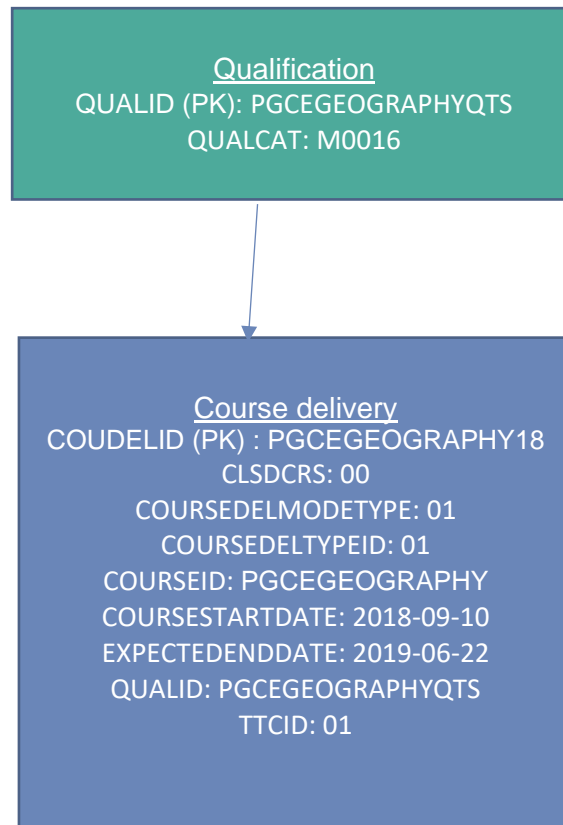 Qualification
QUALID (PK): PGCEGEOGRAPHYQTS
QUALCAT: M0016
Course delivery
COUDELID (PK) : PGCEGEOGRAPHY18
CLSDCRS: 00
COURSEDELMODETYPE: 01
COURSEDELTYPEID: 01
COURSEID: PGCEGEOGRAPHY
COURSESTARTDATE: 2018-09-10
EXPECTEDENDDATE: 2019-06-22
QUALID: PGCEGEOGRAPHYQTS
TTCID: 01